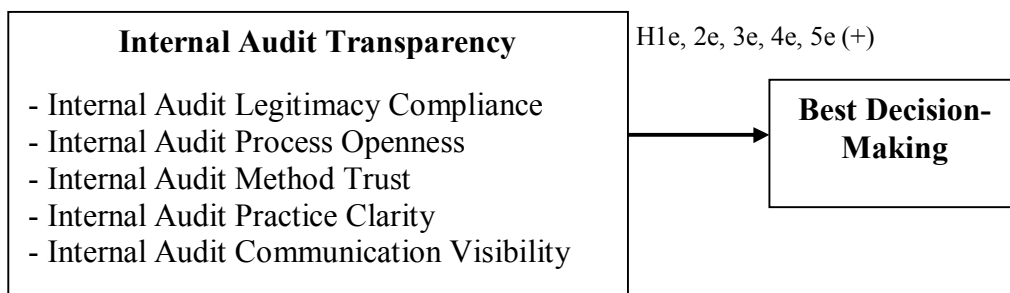 Internal Audit Transparency
H1e, 2e, 3e, 4e, 5e (+)
- Internal Audit Legitimacy Compliance
- Internal Audit Process Openness
- Internal Audit Method Trust
- Internal Audit Practice Clarity
- Internal Audit Communication Visibility
Best Decision-
Making